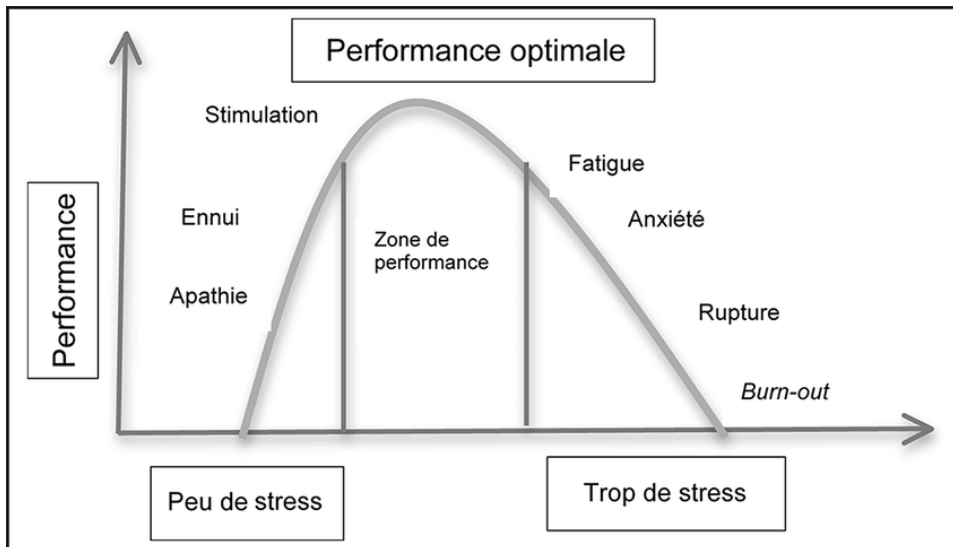 Performance optimale
Stimulation
Fatigue
Ennui
Anxiété
Zone de
performance
Apathie
Rupture
Performance
Burn-out
Peu de stress
Trop de stress